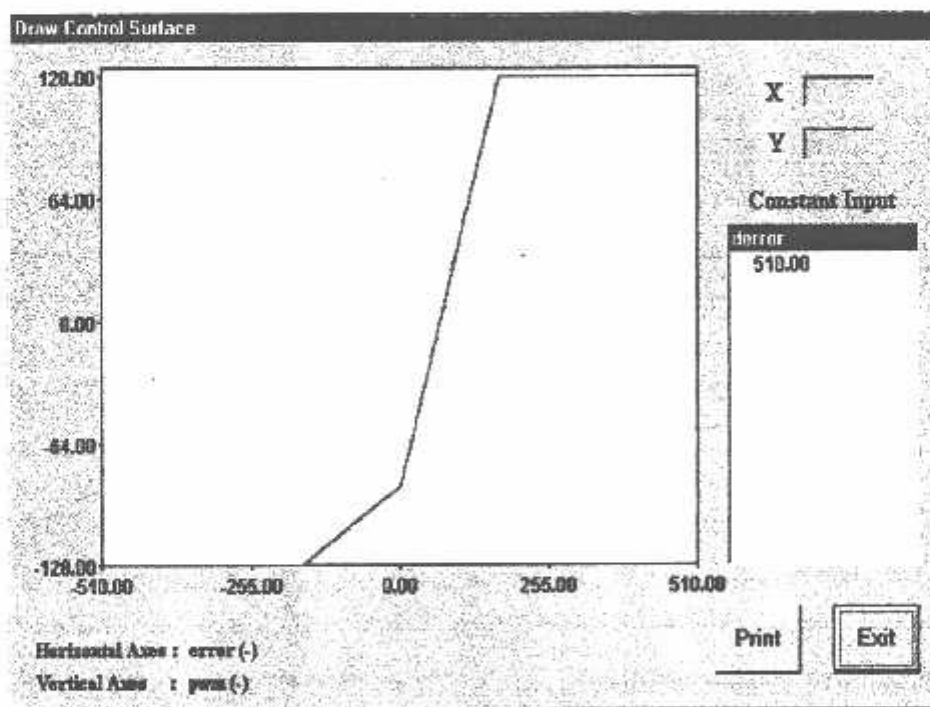 Draw Control Surface
128.00
64.00
0.00
-64.00
-128.00
-510.00
-255.00
0.00
255.00
510.00
X
Y
Constant Input
derror
510.00
Horizontal Axes : error (-)
Vertical Axes : pwm (-)
Print
Exit